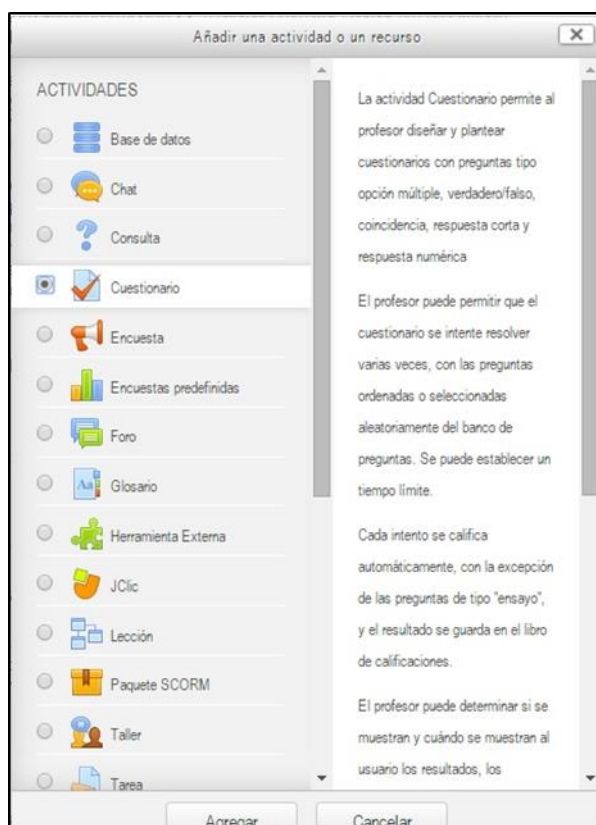 Añadir una actividad o un recurso
ACTIVIDADES
Base de datos
Chat
Consulta
Cuestionario
Encuesta
Encuestas predefinidas
Foro
Glosario
Herramienta Externa
JClic
Lección
Paquete SCORM
Taller
Tarea
La actividad Cuestionario permite al
profesor diseñar y plantear
cuestionarios con preguntas tipo
opción múltiple, verdadero/falso,
coincidencia, respuesta corta y
respuesta numérica
El profesor puede permitir que el
cuestionario se intente resolver
varias veces, con las preguntas
ordenadas o seleccionadas
aleatoriamente del banco de
preguntas. Se puede establecer un
tiempo límite.
Cada intento se califica
automáticamente, con la excepción
de las preguntas de tipo "ensayo",
y el resultado se guarda en el libro
de calificaciones.
El profesor puede determinar si se
muestran y cuándo se muestran al
usuario los resultados, los
Agregar
Cancelar